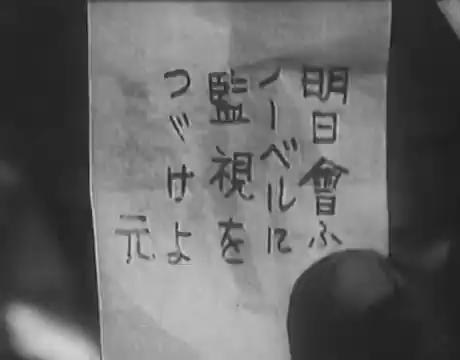 明日會ふ
ノーベルに
監視を
つゞけよ
元